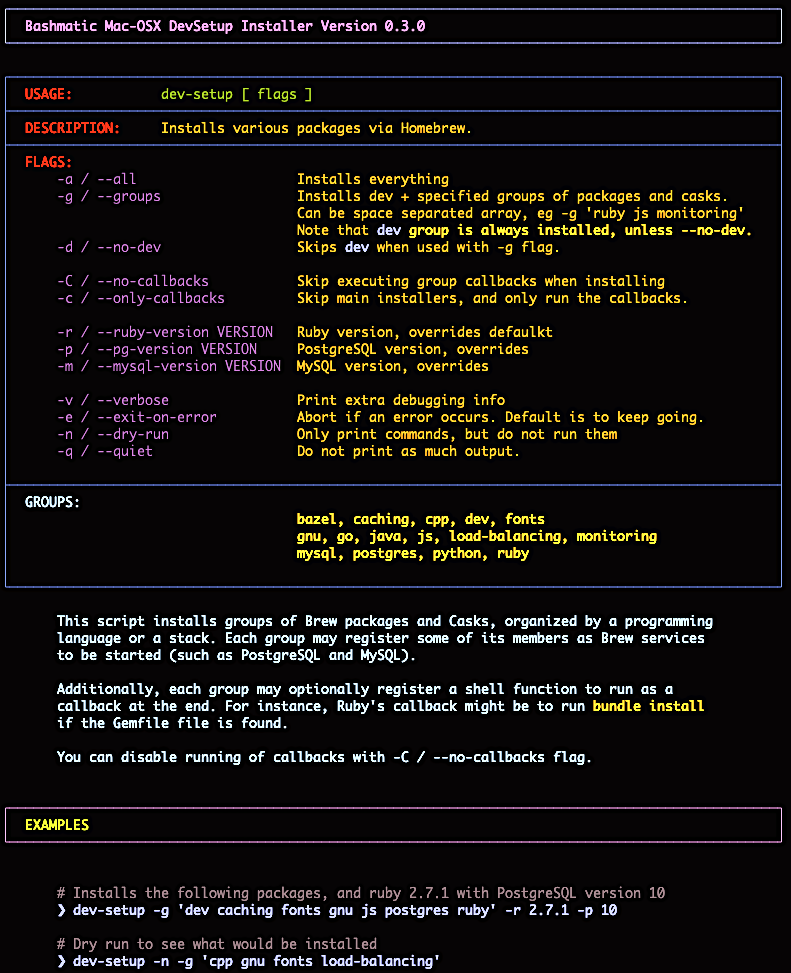 Bashmatic Mac-OSX DevSetup Installer Version 0.3.0
USAGE: dev-setup [ flags ]
DESCRIPTION: Installs various packages via Homebrew.
FLAGS:
-a / --all Installs everything
-g / --groups Installs dev + specified groups of packages and casks.
Can be space separated array, eg -g 'ruby js monitoring'
Note that dev group is always installed, unless --no-dev.
-d / --no-dev Skips dev when used with -g flag.
-C / --no-callbacks Skip executing group callbacks when installing
-c / --only-callbacks Skip main installers, and only run the callbacks.
-r / --ruby-version VERSION Ruby version, overrides defaulkt
-p / --pg-version VERSION PostgreSQL version, overrides
-m / --mysql-version VERSION MySQL version, overrides
-v / --verbose Print extra debugging info
-e / --exit-on-error Abort if an error occurs. Default is to keep going.
-n / --dry-run Only print commands, but do not run them
-q / --quiet Do not print as much output.
GROUPS:
bazel, caching, cpp, dev, fonts
gnu, go, java, js, load-balancing, monitoring
mysql, postgres, python, ruby
This script installs groups of Brew packages and Casks, organized by a programming
language or a stack. Each group may register some of its members as Brew services
to be started (such as PostgreSQL and MySQL).
Additionally, each group may optionally register a shell function to run as a
callback at the end. For instance, Ruby's callback might be to run bundle install
if the Gemfile file is found.
You can disable running of callbacks with -C / --no-callbacks flag.
EXAMPLES
# Installs the following packages, and ruby 2.7.1 with PostgreSQL version 10
❯ dev-setup -g 'dev caching fonts gnu js postgres ruby' -r 2.7.1 -p 10
# Dry run to see what would be installed
❯ dev-setup -n -g 'cpp gnu fonts load-balancing'